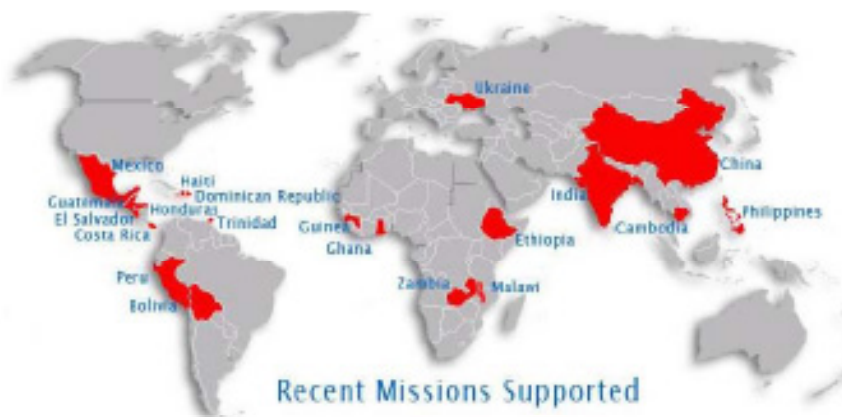 Ukraine
Mexico
China
Haiti
Dominican Republic
India
Guatemala
Honduras
El Salvador
Trinidad
Costa Rica
Guinea
Ghana
Ethiopia
Cambodia
Philippines
Peru
Zambia
Malawi
Bolivia
Recent Missions Supported